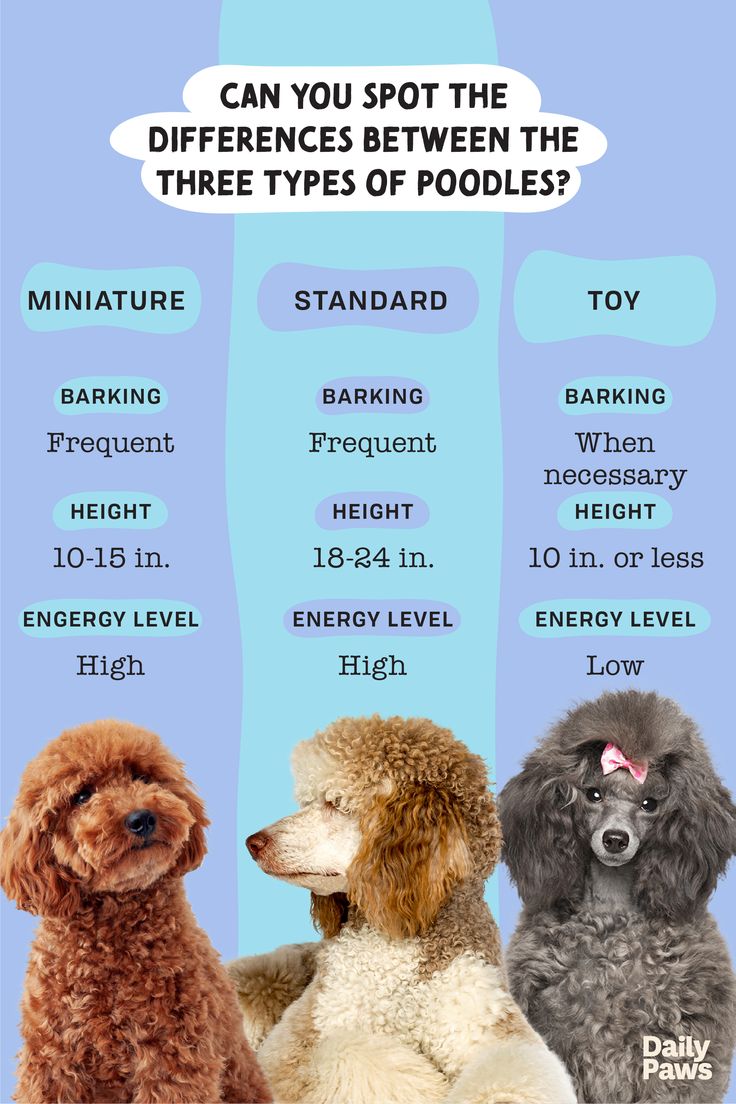 CAN YOU SPOT THE
DIFFERENCES BETWEEN THE
THREE TYPES OF POODLES?
MINIATURE
BARKING
Frequent
HEIGHT
10-15 in.
ENGERGY LEVEL
High
STANDARD
BARKING
Frequent
HEIGHT
18-24 in.
ENERGY LEVEL
High
TOY
BARKING
When
necessary
HEIGHT
10 in. or less
ENERGY LEVEL
Low
Daily
Paws